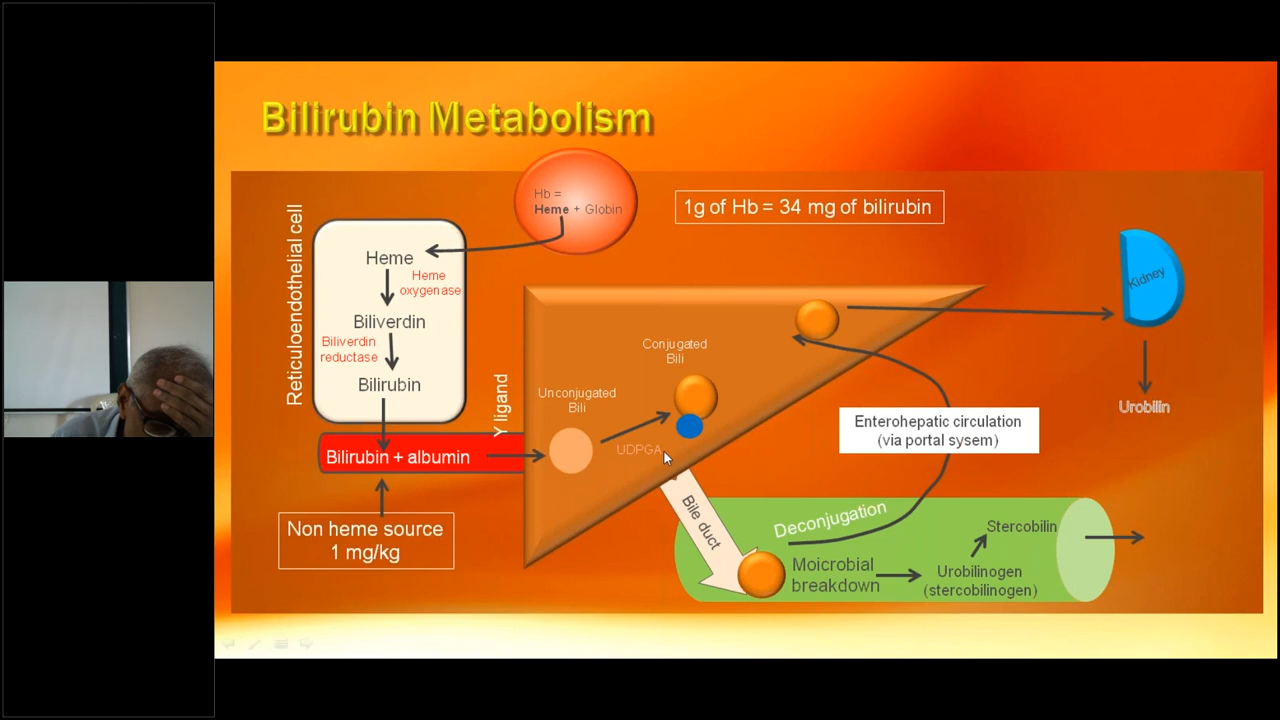 Bilirubin Metabolism
Hb =
Heme + Globin
1g of Hb = 34 mg of bilirubin
Reticuloendothelial cell
Heme
Heme
oxygenase
Biliverdin
Biliverdin
reductase
Bilirubin
Y ligand
Bilirubin + albumin
Non heme source
1 mg/kg
Unconjugated
Bili
Conjugated
Bili
UDPGA
Bile duct
Kidney
Urobilin
Enterohepatic circulation
(via portal sysem)
Deconjugation
Moicrobial
breakdown
Urobilinogen
(stercobilinogen)
Stercobilin